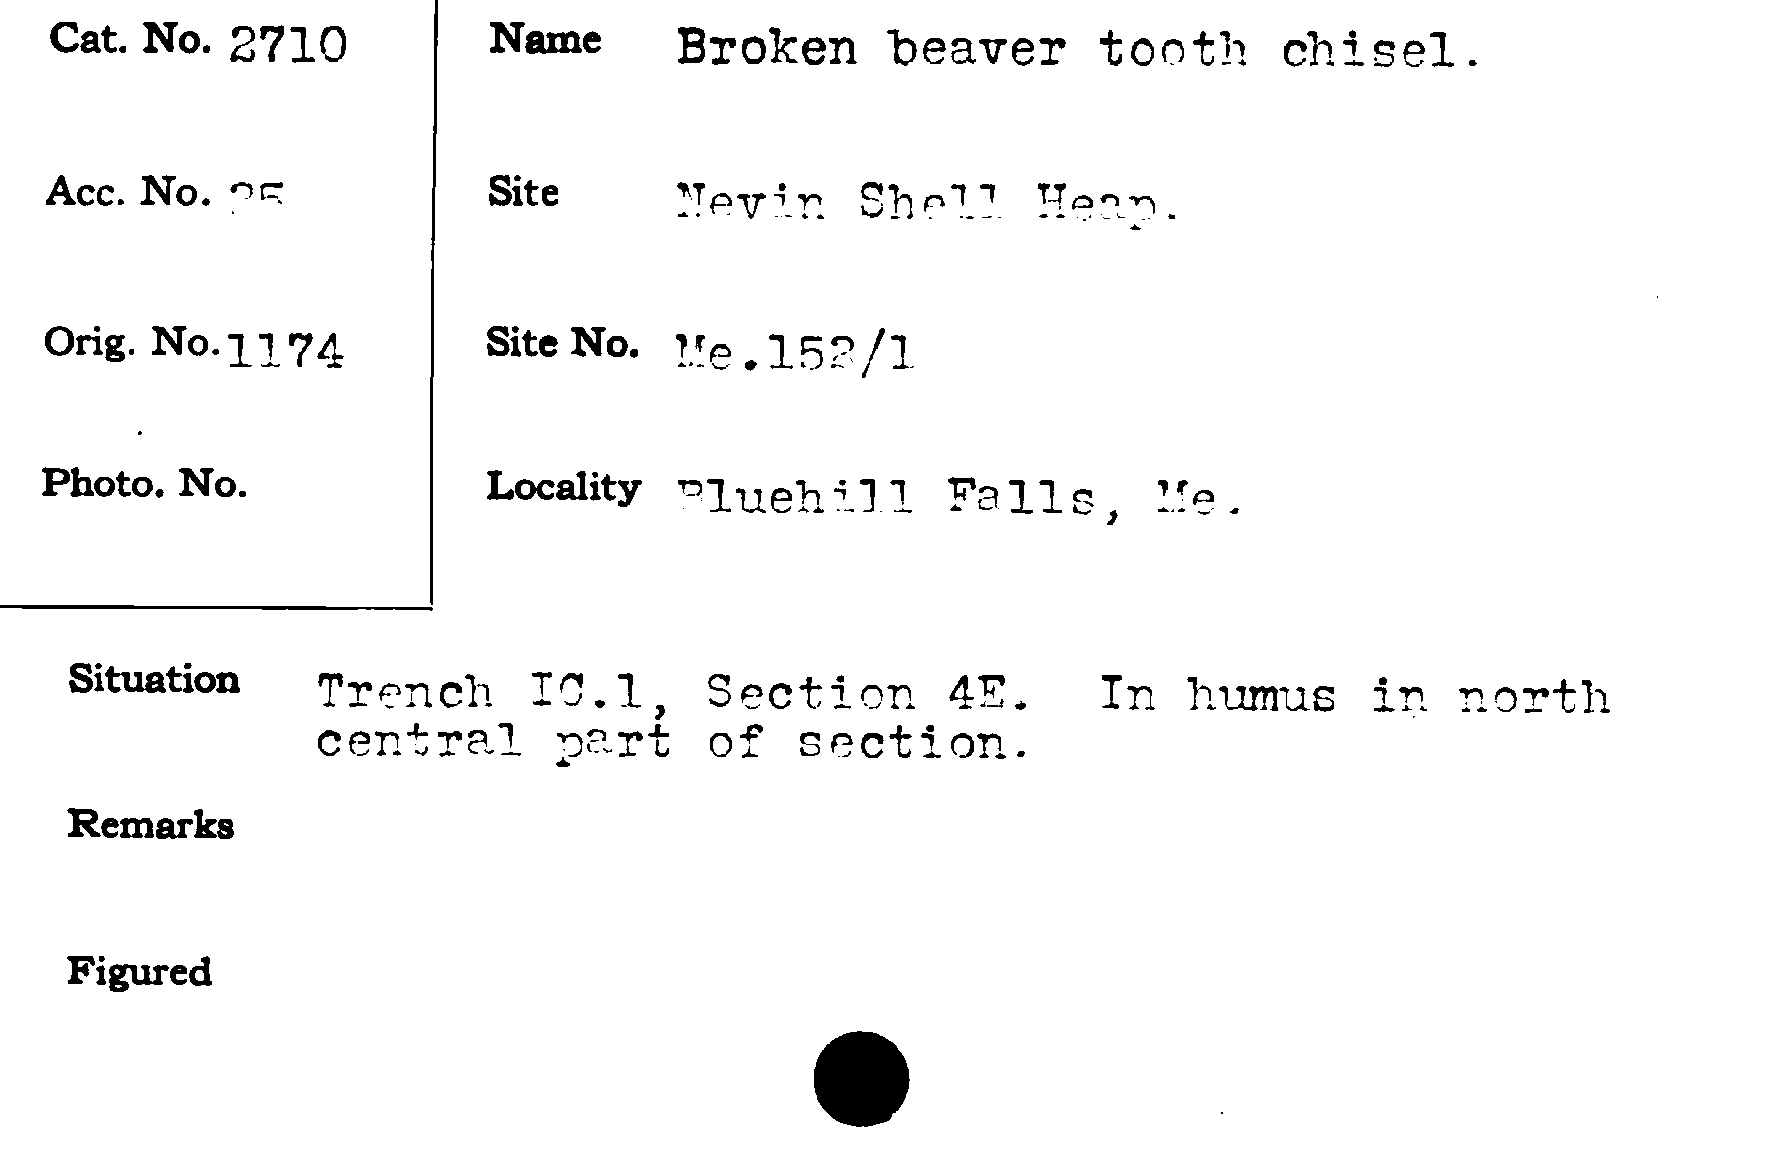 Cat. No. 2710
Name Broken beaver tooth chisel.
Acc. No. 25
Site Nevin Shell Heap.
Orig. No. 1174
Site No. Me.152/1
Photo. No.
Locality Bluehill Falls, Me.
Situation Trench IC.1, Section 4E. In humus in north
central part of section.
Remarks
Figured